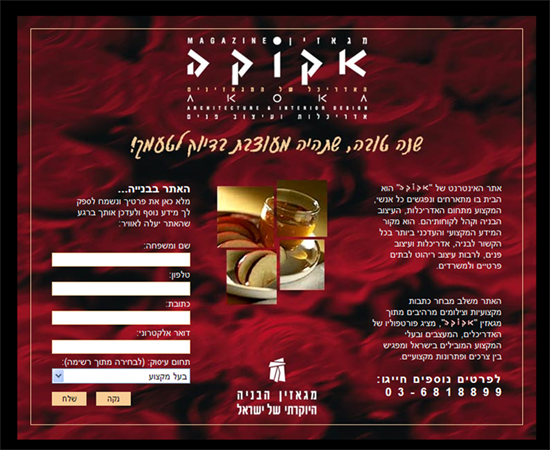 MAGAZINE מגאזין
אקוקה
האדריכל של המגאזינים
AKOKA
ARCHITECTURE & INTERIOR DESIGN
אדריכלות ועיצוב פנים
שנה טובה, שתהיה מעוצבת בדיוק לטעמך!
אתר האינטרנט של "אקוקה" הוא
הבית בו מתארחים ונפגשים כל אנשי,
המקצוע מתחום האדריכלות, העיצוב
הבניה וקהל לקוחותיהם. הוא מקור
המידע המקצועי והעדכני ביותר בכל
הקשור לבניה, אדריכלות ועיצוב
פנים, לרבות עיצוב ריהוט לבתים
פרטיים ולמשרדים.
האתר משלב מבחר כתבות
מקצועיות וצילומים מרהיבים מתוך
מגאזין "אקוקה", מציג פורטפוליו של
האדריכלים, המעצבים ובעלי
המקצוע המובילים בישראל ומפגיש
בין צרכים ופתרונות מקצועיים.
לפרטים נוספים חייגו:
03-6818899
מגאזין הבניה
היוקרתי של ישראל
האתר בבנייה...
מלא כאן את פרטיך ונשמח לספק
לך מידע נוסף ולעדכן אותך ברגע
שהאתר יעלה לאוויר:
שם ומשפחה:
טלפון:
כתובת:
דואר אלקטרוני:
תחום עיסוק: (לבחירה מתוך רשימה):
בעל מקצוע
נקה
שלח